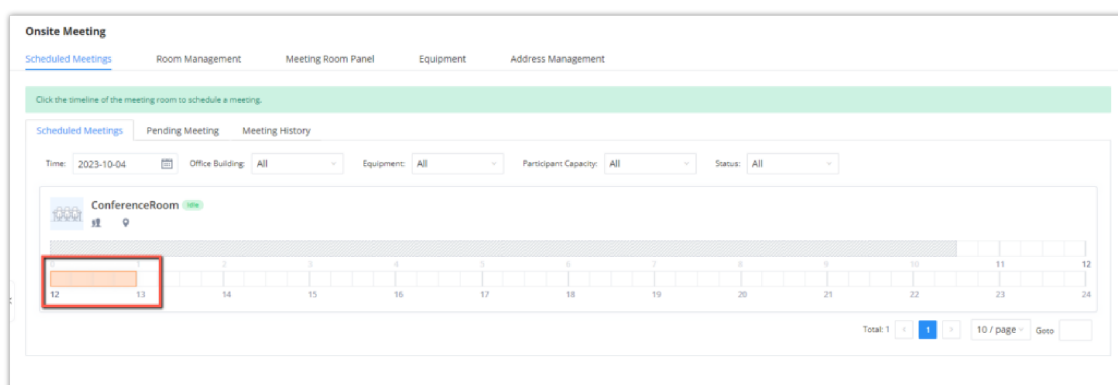 Onsite Meeting
Scheduled Meetings Room Management Meeting Room Panel Equipment Address Management
Click the timeline of the meeting room to schedule a meeting.
Scheduled Meetings Pending Meeting Meeting History
Time: 2023-10-04 Office Building: All Equipment: All Participant Capacity: All Status: All
ConferenceRoom Idle
1 2 3 4 5 6 7 8 9 10 11 12
12 13 14 15 16 17 18 19 20 21 22 23 24
Total: 1 < 1 > 10 / page Goto